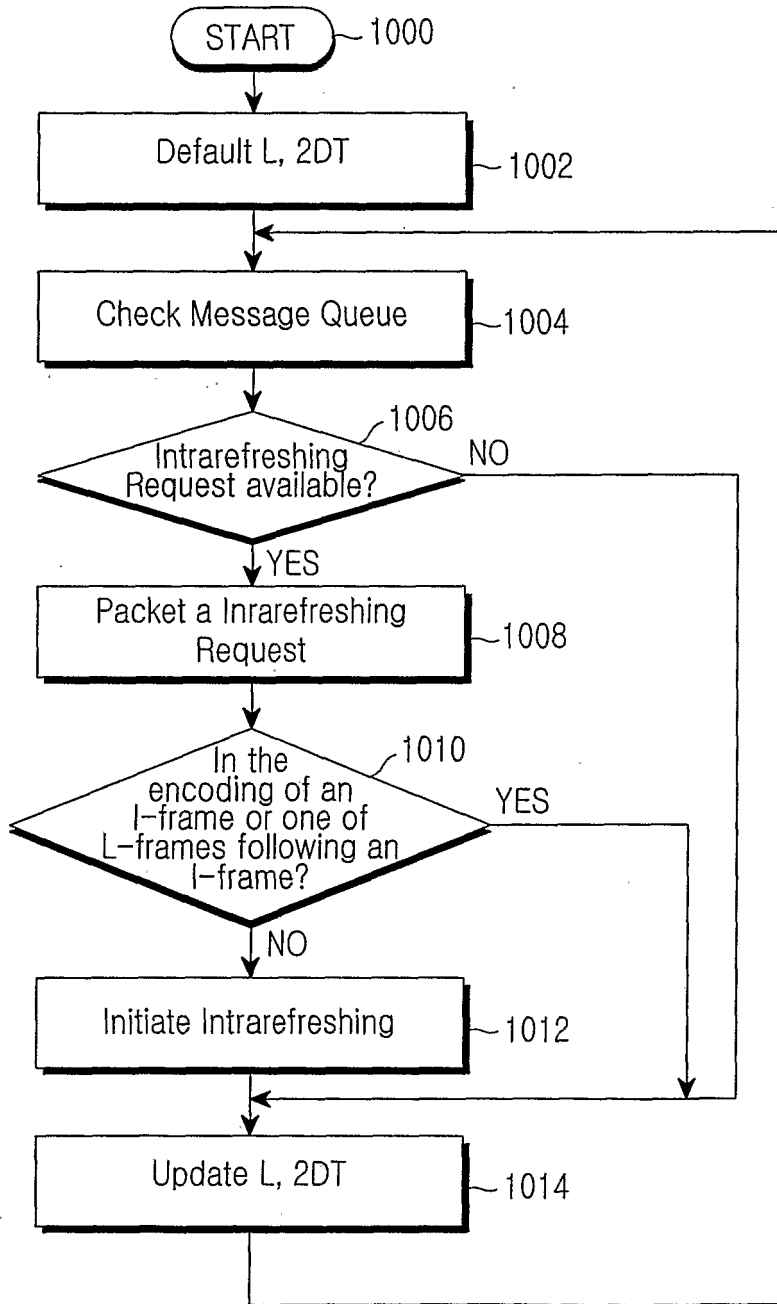 START
1000
Default L, 2DT
1002
Check Message Queue
1004
1006
Intrarefreshing
Request available?
NO
YES
Packet a Inrarefreshing
Request
1008
1010
In the
encoding of an
I-frame or one of
L-frames following an
I-frame?
YES
NO
Initiate Intrarefreshing
1012
Update L, 2DT
1014